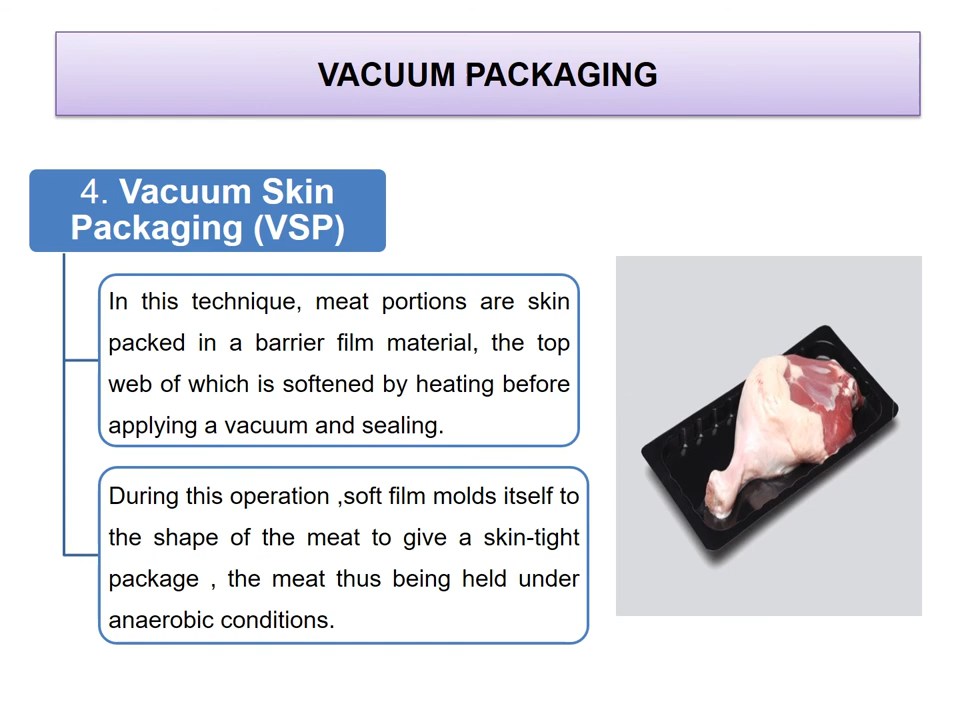 VACUUM PACKAGING
4. Vacuum Skin
Packaging (VSP)
In this technique, meat portions are skin
packed in a barrier film material, the top
web of which is softened by heating before
applying a vacuum and sealing.
During this operation ,soft film molds itself to
the shape of the meat to give a skin-tight
package , the meat thus being held under
anaerobic conditions.